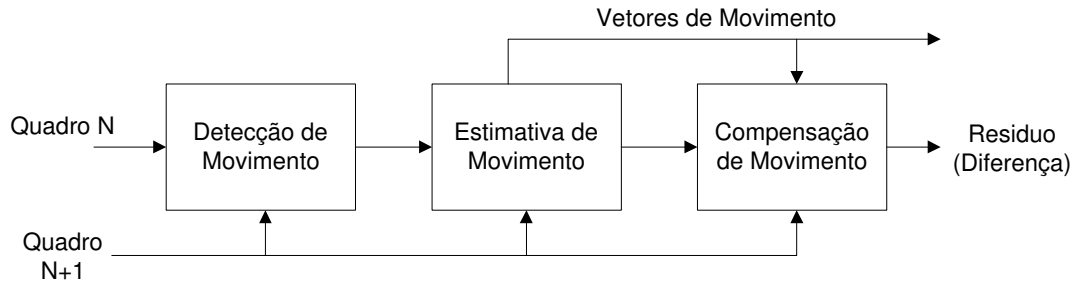 Vetores de Movimento
Quadro N
Detecção de
Movimento
Estimativa de
Movimento
Compensação
de Movimento
Residuo
(Diferença)
Quadro
N+1